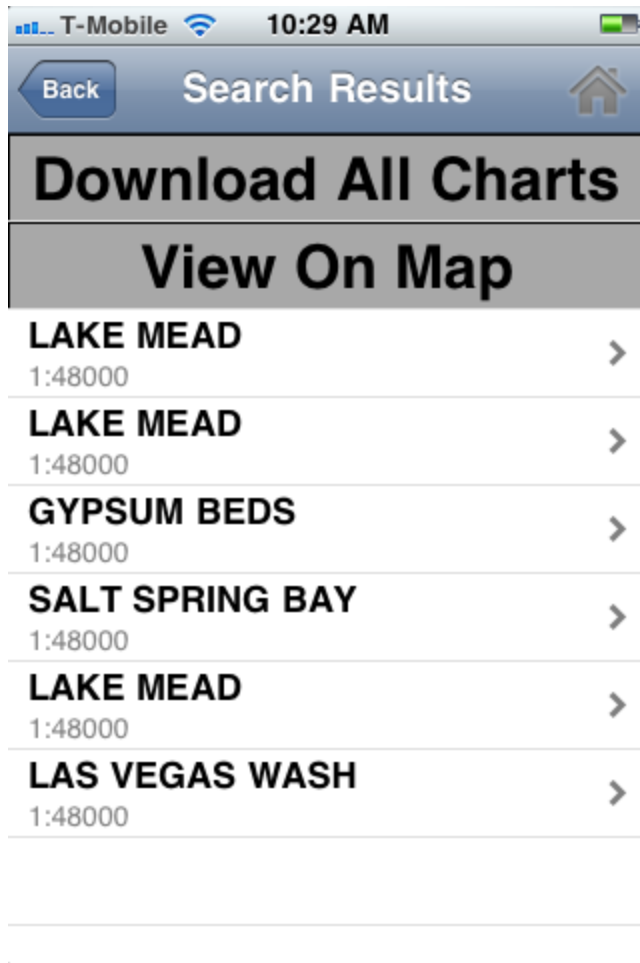 T-Mobile 10:29 AM
Back Search Results
Download All Charts
View On Map
LAKE MEAD
1:48000
LAKE MEAD
1:48000
GYPSUM BEDS
1:48000
SALT SPRING BAY
1:48000
LAKE MEAD
1:48000
LAS VEGAS WASH
1:48000